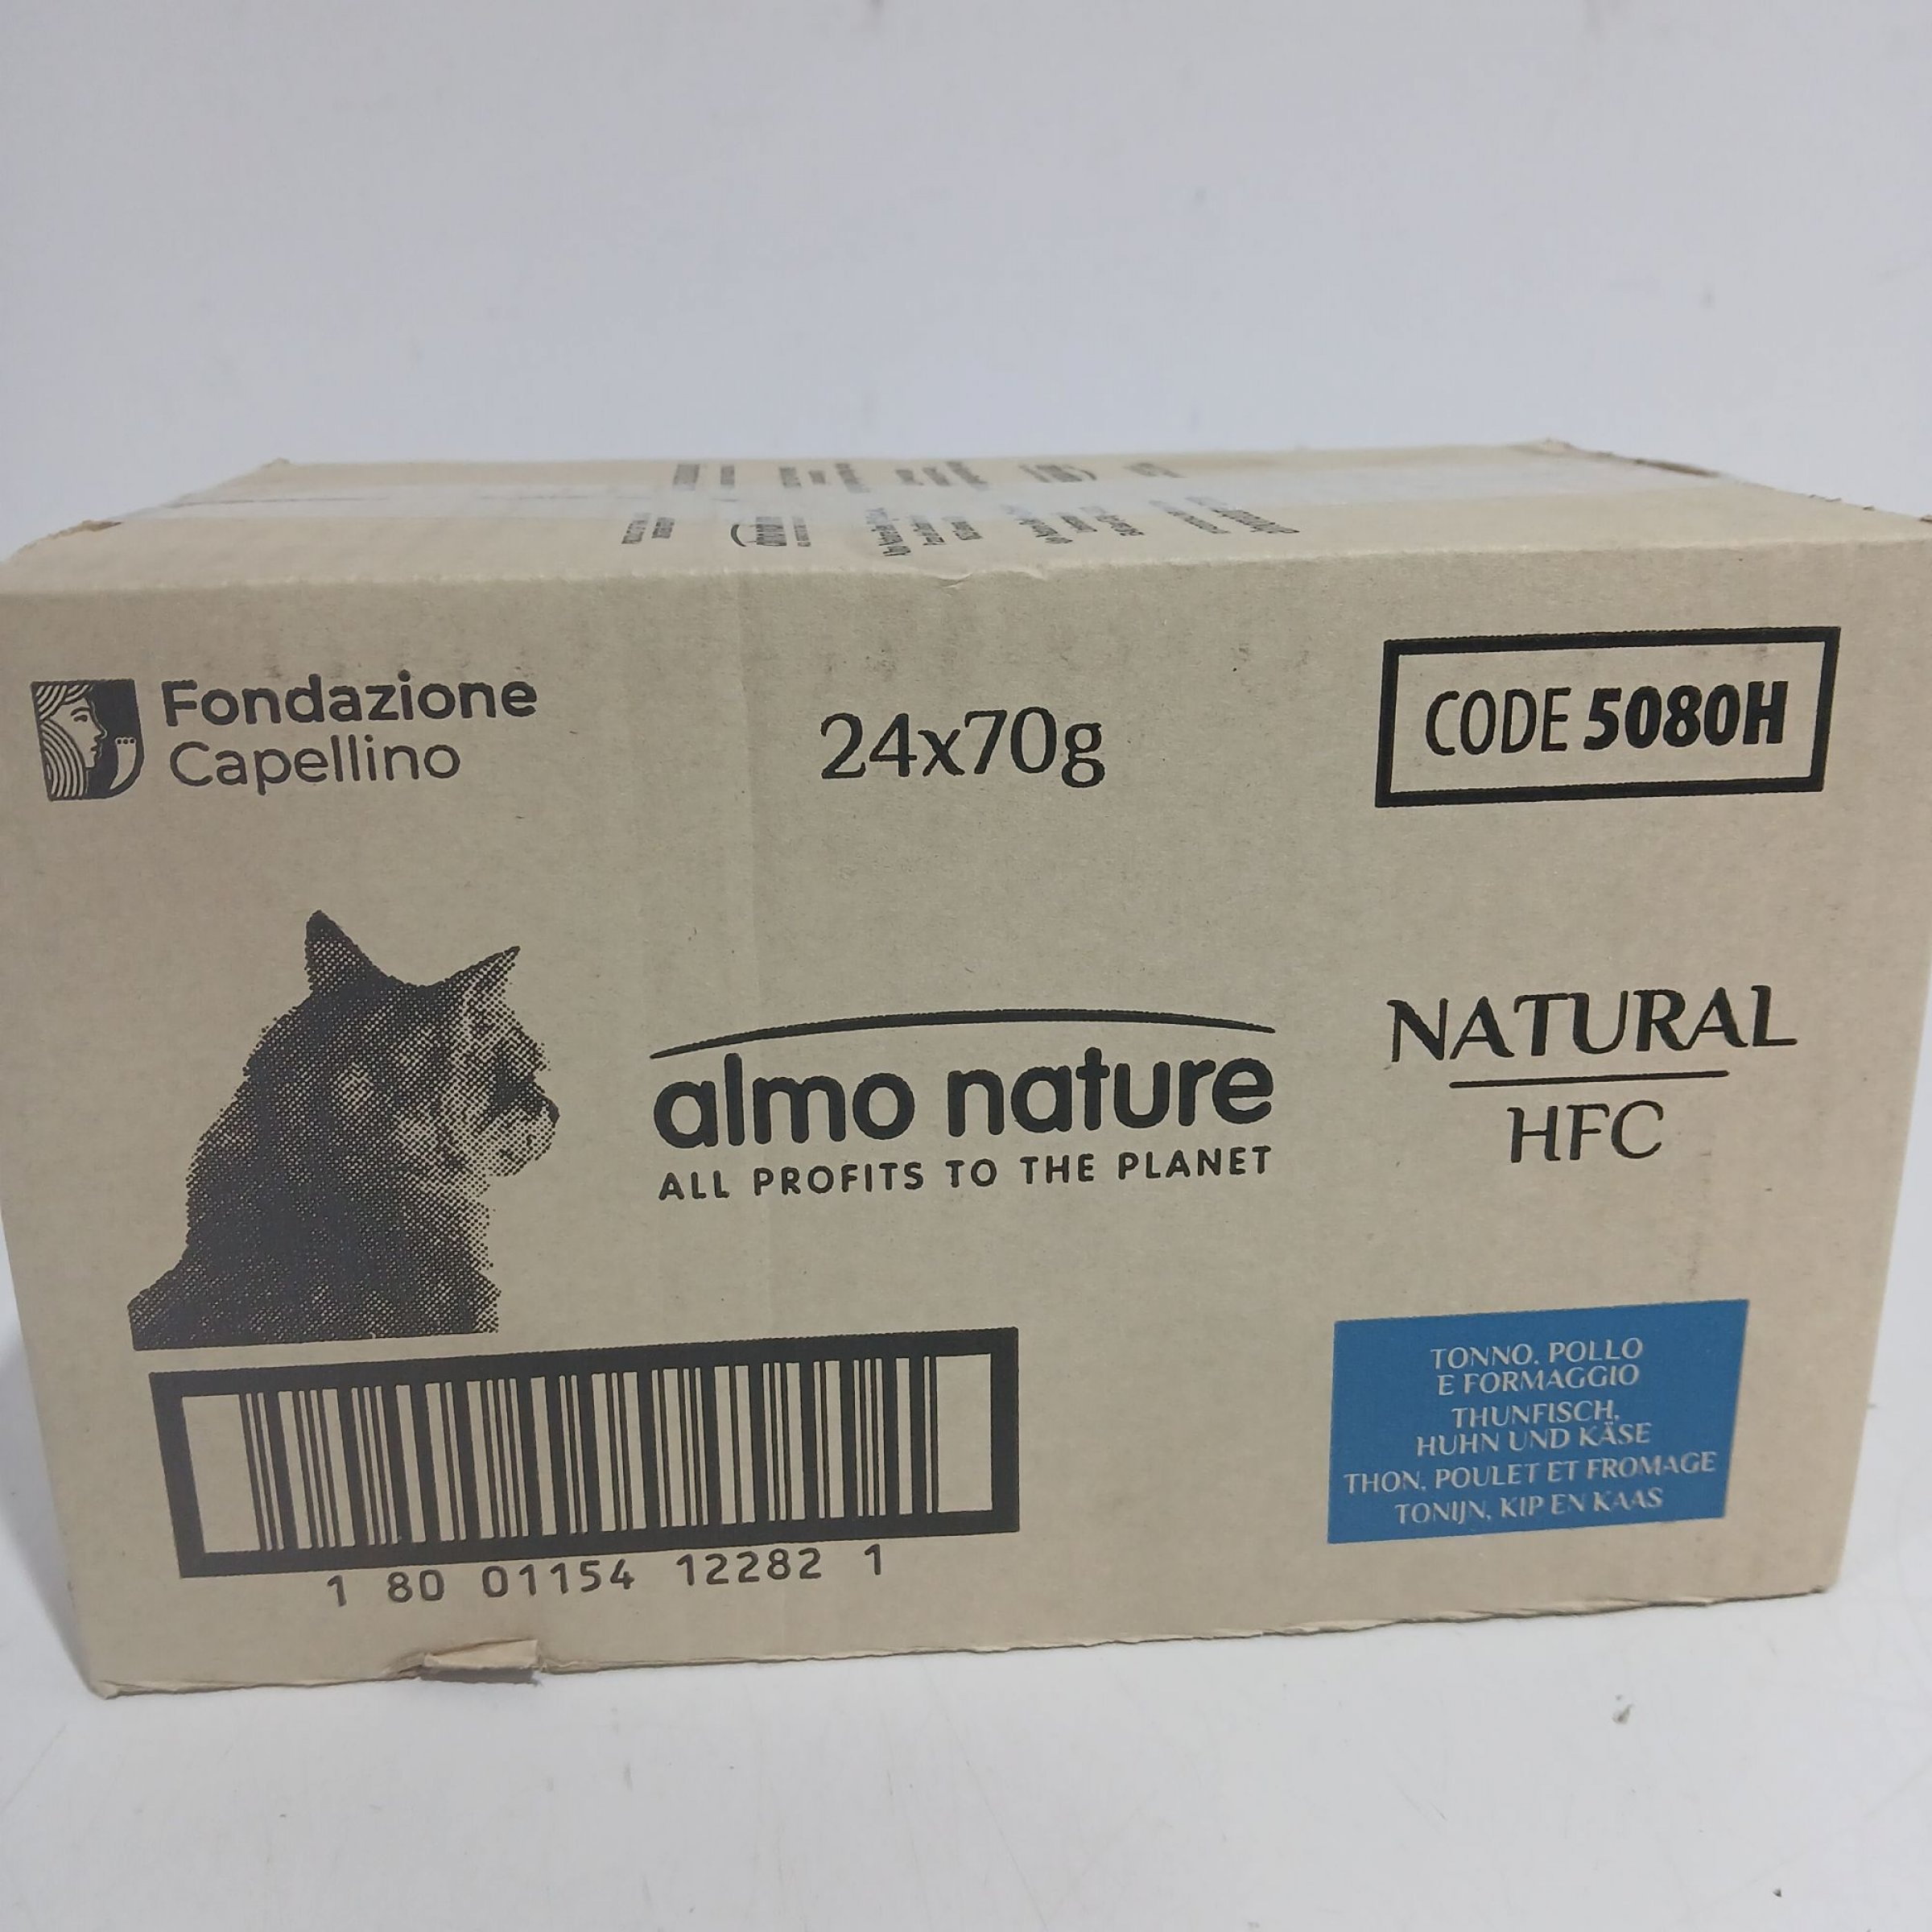 Fondazione
Capellino
24x70g
CODE 5080H
almo nature
ALL PROFITS TO THE PLANET
NATURAL
HFC
TONNO, POLLO
E FORMAGGIO
THUNFISCH,
HUHN UND KÄSE
THON, POULET ET FROMAGE
TONIJN, KIP EN KAAS
1 80 01154 12282 1